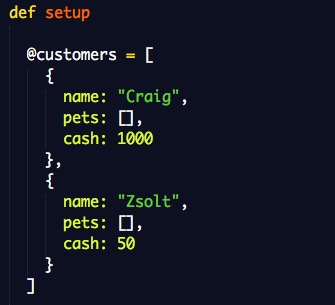 def setup
@customers = [
{
name: "Craig",
pets: [],
cash: 1000
},
{
name: "Zsolt",
pets: [],
cash: 50
}
]